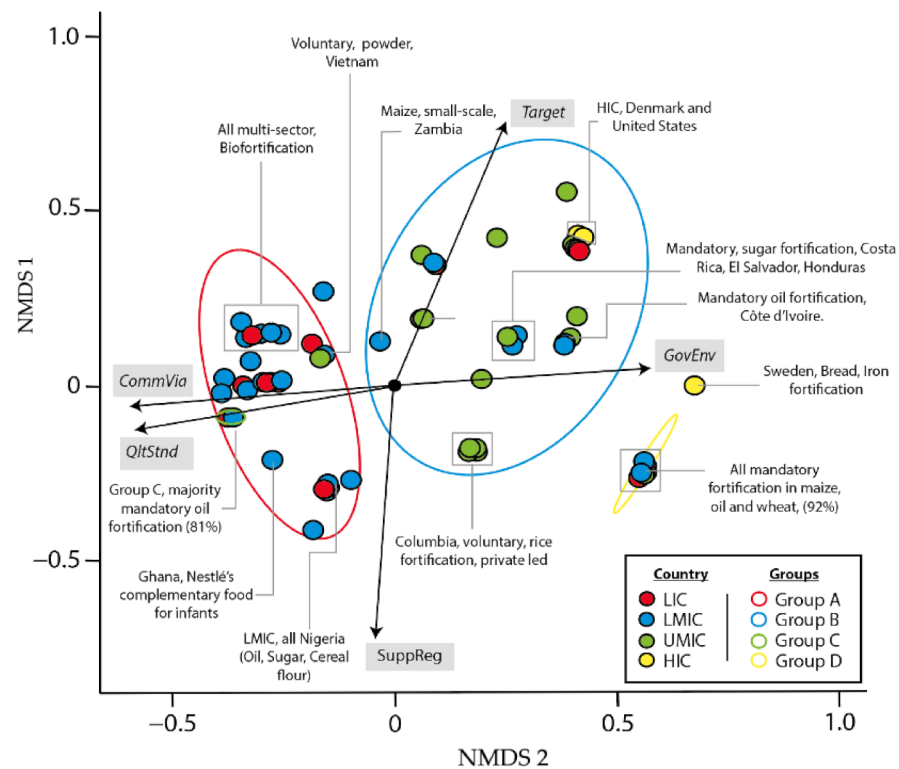 Voluntary, powder,
Vietnam
Maize, small-scale,
Zambia
Target
HIC, Denmark and
United States
All multi-sector,
Biofortification
Mandatory, sugar fortification, Costa
Rica, El Salvador, Honduras
Mandatory oil fortification,
Côte d'Ivoire.
GovEnv
Sweden, Bread, Iron
fortification
CommVia
QltStnd
Group C, majority
mandatory oil
fortification (81%)
All mandatory
fortification in maize,
oil and wheat, (92%)
Columbia, voluntary, rice
fortification, private led
Ghana, Nestlé's
complementary food
for infants
LMIC, all Nigeria
(Oil, Sugar, Cereal
flour)
SuppReg
Country
LIC
LMIC
UMIC
HIC
Groups
Group A
Group B
Group C
Group D
1.0
0.5
0
−0.5
NMDS 1
−0.5
0
0.5
1.0
NMDS 2